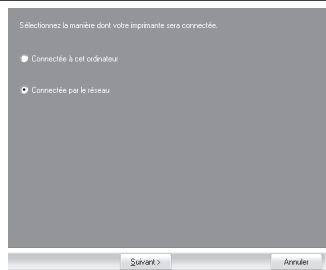 Sélectionnez la manière dont votre imprimante sera connectée.
Connectée à cet ordinateur
Connectée par le réseau
Suivant >
Annuler